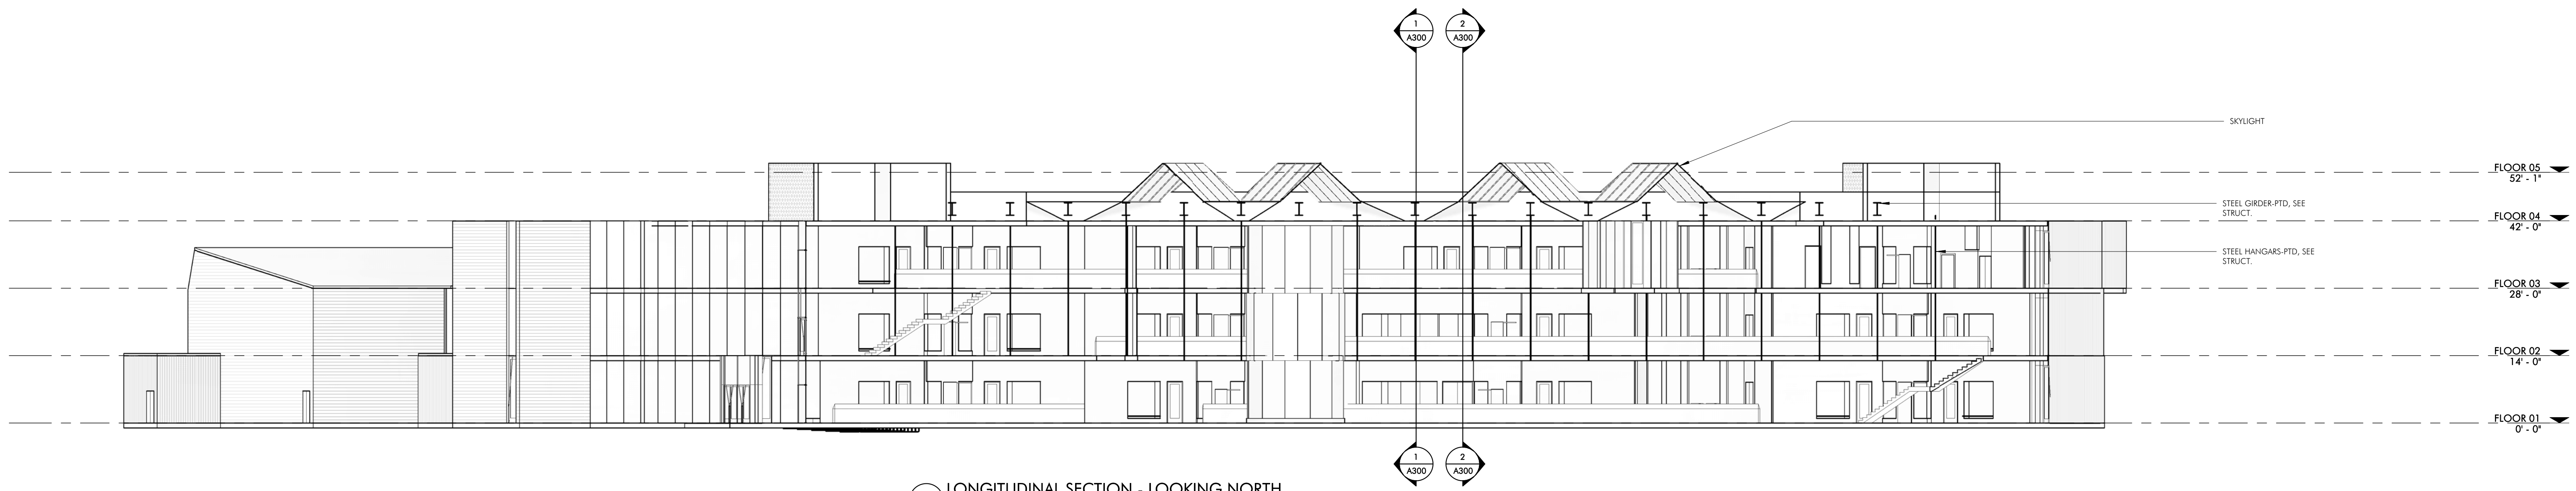 1
A300
2
A300
SKYLIGHT
FLOOR 05
52' - 1"
STEEL GIRDER-PTD, SEE
STRUCT.
FLOOR 04
42' - 0"
STEEL HANGARS-PTD, SEE
STRUCT.
FLOOR 03
28' - 0"
FLOOR 02
14' - 0"
FLOOR 01
0' - 0"
1
A300
2
A300
LONGITUDINAL SECTION - LOOKING NORTH